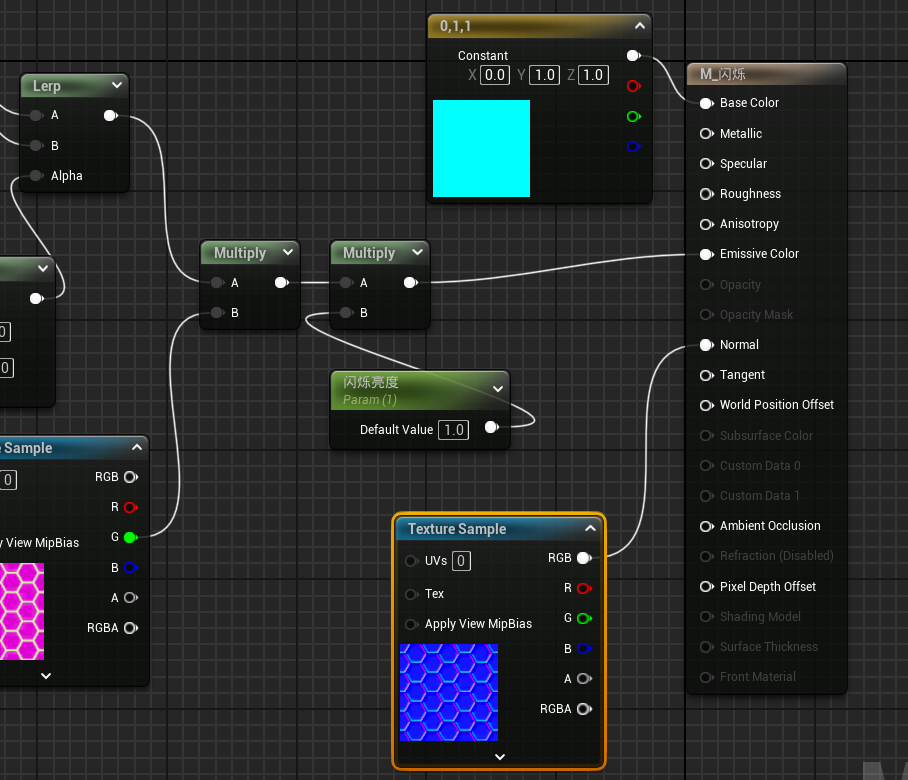 0,1,1
Constant
X 0.0 Y 1.0 Z 1.0
Lerp
A
B
Alpha
Multiply
A
B
Multiply
A
B
闪烁亮度
Param (1)
Default Value 1.0
0
0
Sample
0
RGB
R
G
y View MipBias
B
A
RGBA
Texture Sample
UVs 0
RGB
Tex
R
G
Apply View MipBias
B
A
RGBA
M_闪烁
Base Color
Metallic
Specular
Roughness
Anisotropy
Emissive Color
Opacity
Opacity Mask
Normal
Tangent
World Position Offset
Subsurface Color
Custom Data 0
Custom Data 1
Ambient Occlusion
Refraction (Disabled)
Pixel Depth Offset
Shading Model
Surface Thickness
Front Material